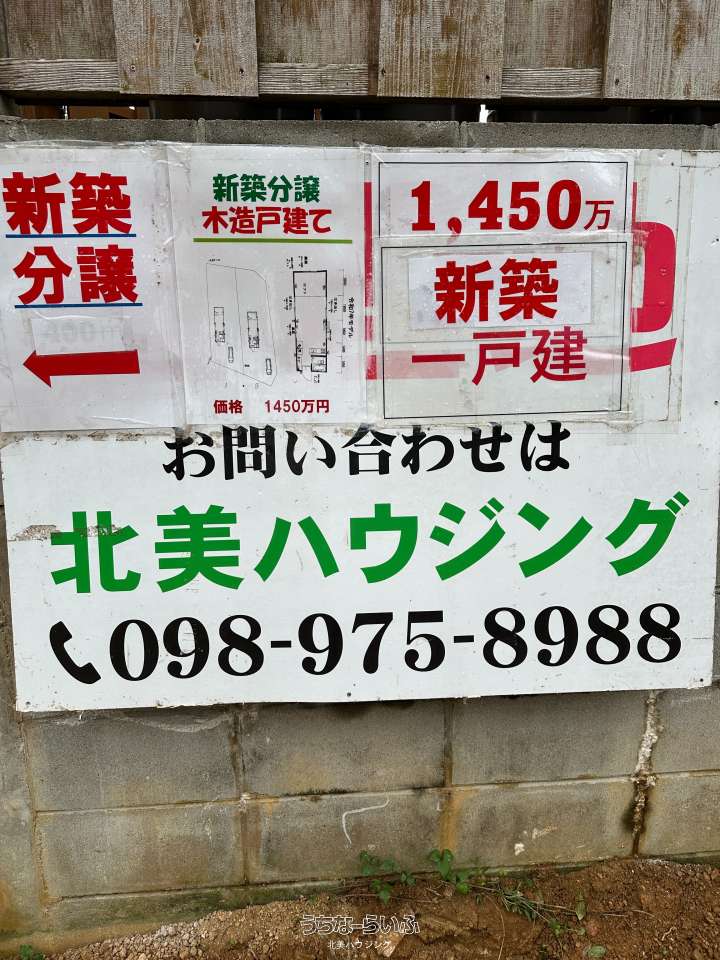 新築
分譲
新築分譲
木造戸建て
価格 1450万円
1,450万
新築
一戸建
お問い合わせは
北美ハウジング
098-975-8988
うちなーらいふ
北美ハウジング